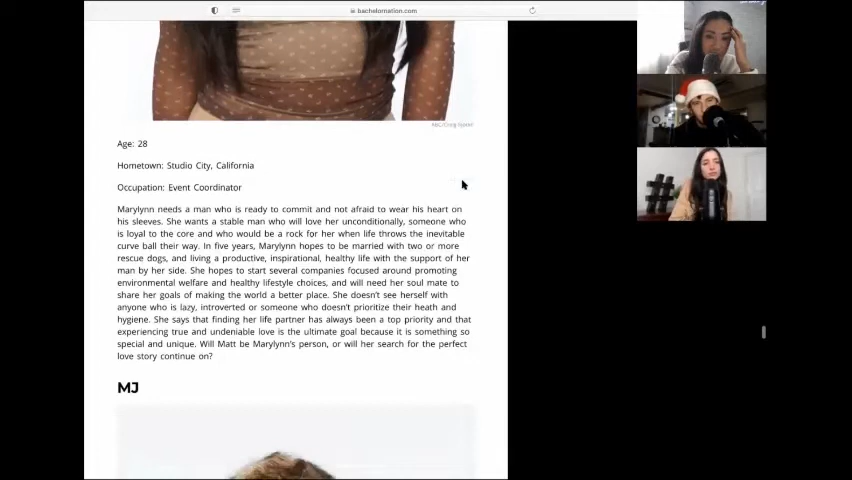 bachelornation.com
Age: 28
Hometown: Studio City, California
Occupation: Event Coordinator
Marylynn needs a man who is ready to commit and not afraid to wear his heart on
his sleeves. She wants a stable man who will love her unconditionally, someone who
is loyal to the core and who would be a rock for her when life throws the inevitable
curve ball their way. In five years, Marylynn hopes to be married with two or more
rescue dogs, and living a productive, inspirational, healthy life with the support of her
man by her side. She hopes to start several companies focused around promoting
environmental welfare and healthy lifestyle choices, and will need her soul mate to
share her goals of making the world a better place. She doesn't see herself with
anyone who is lazy, introverted or someone who doesn't prioritize their heath and
hygiene. She says that finding her life partner has always been a top priority and that
experiencing true and undeniable love is the ultimate goal because it is something so
special and unique. Will Matt be Marylynn's person, or will her search for the perfect
love story continue on?
MJ